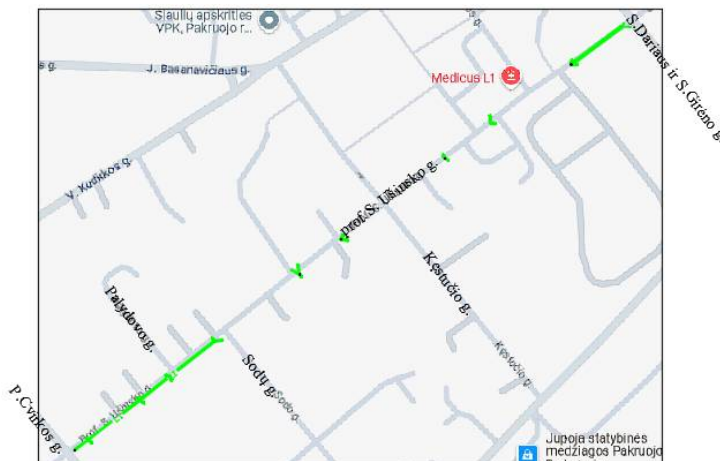 Šiaulių apskrities
VPK, Pakruojo r...
J. Basanavičiaus g.
Medicus L1
S.Dariaus ir S.Girėno g.
V. Kudirkos g.
prof.S. Ušinsko g.
Kęstučio g.
Palydovo g.
Kęstučio g.
Sodų g.
Sodo g.
P.Cvirkos g.
Jupoja statybinės
medžiagos Pakruojo